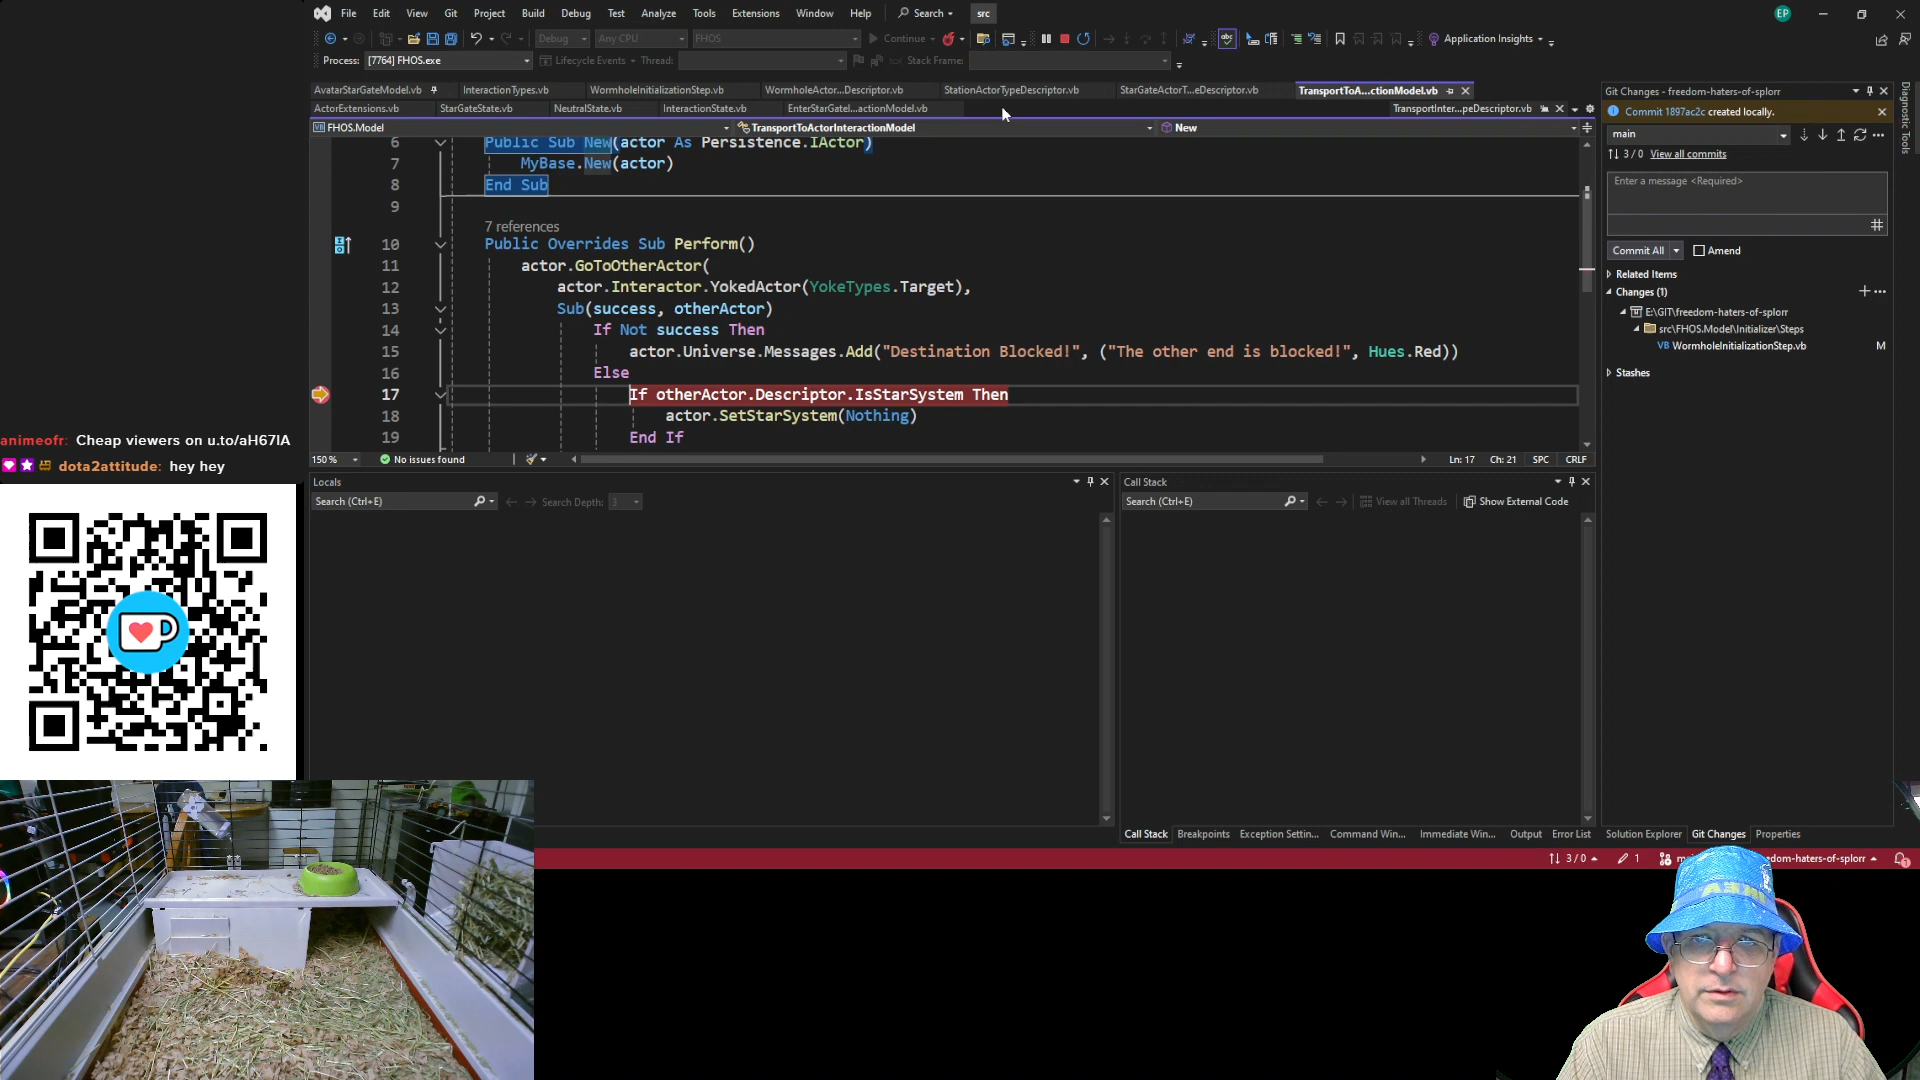 File Edit View Git Project Build Debug Test Analyze Tools Extensions Window Help Search src EP
Debug Any CPU FHOS Continue Application Insights
Process: [7764] FHOS.exe Lifecycle Events Thread: Stack Frame:
AvatarStarGateModel.vb InteractionTypes.vb WormholeInitializationStep.vb WormholeActor...Descriptor.vb StationActorTypeDescriptor.vb StarGateActorT...eDescriptor.vb TransportToA...ctionModel.vb
ActorExtensions.vb StarGateState.vb NeutralState.vb InteractionState.vb EnterStarGateI...actionModel.vb TransportInter...peDescriptor.vb
FHOS.Model TransportToActorInteractionModel New
6 Public Sub New(actor As Persistence.IActor)
7 MyBase.New(actor)
8 End Sub
9
7 references
10 Public Overrides Sub Perform()
11 actor.GoToOtherActor(
12 actor.Interactor.YokedActor(YokeTypes.Target),
13 Sub(success, otherActor)
14 If Not success Then
15 actor.Universe.Messages.Add("Destination Blocked!", ("The other end is blocked!", Hues.Red))
16 Else
17 If otherActor.Descriptor.IsStarSystem Then
18 actor.SetStarSystem(Nothing)
19 End If
150 % No issues found Ln: 17 Ch: 21 SPC CRLF
Locals
Search (Ctrl+E) Search Depth: 3
Call Stack
Search (Ctrl+E) View all Threads Show External Code
Call Stack Breakpoints Exception Settin... Command Win... Immediate Win... Output Error List
Git Changes - freedom-haters-of-splorr
Commit 1897ac2c created locally.
main
3 / 0 View all commits
Enter a message <Required>
Commit All Amend
Related Items
Changes (1)
E:\GIT\freedom-haters-of-splorr
src\FHOS.Model\Initializer\Steps
VB WormholeInitializationStep.vb M
Stashes
Solution Explorer Git Changes Properties
Diagnostic Tools
3 / 0 1
animeofr: Cheap viewers on u.to/aH67IA
dota2attitude: hey hey
IKEA